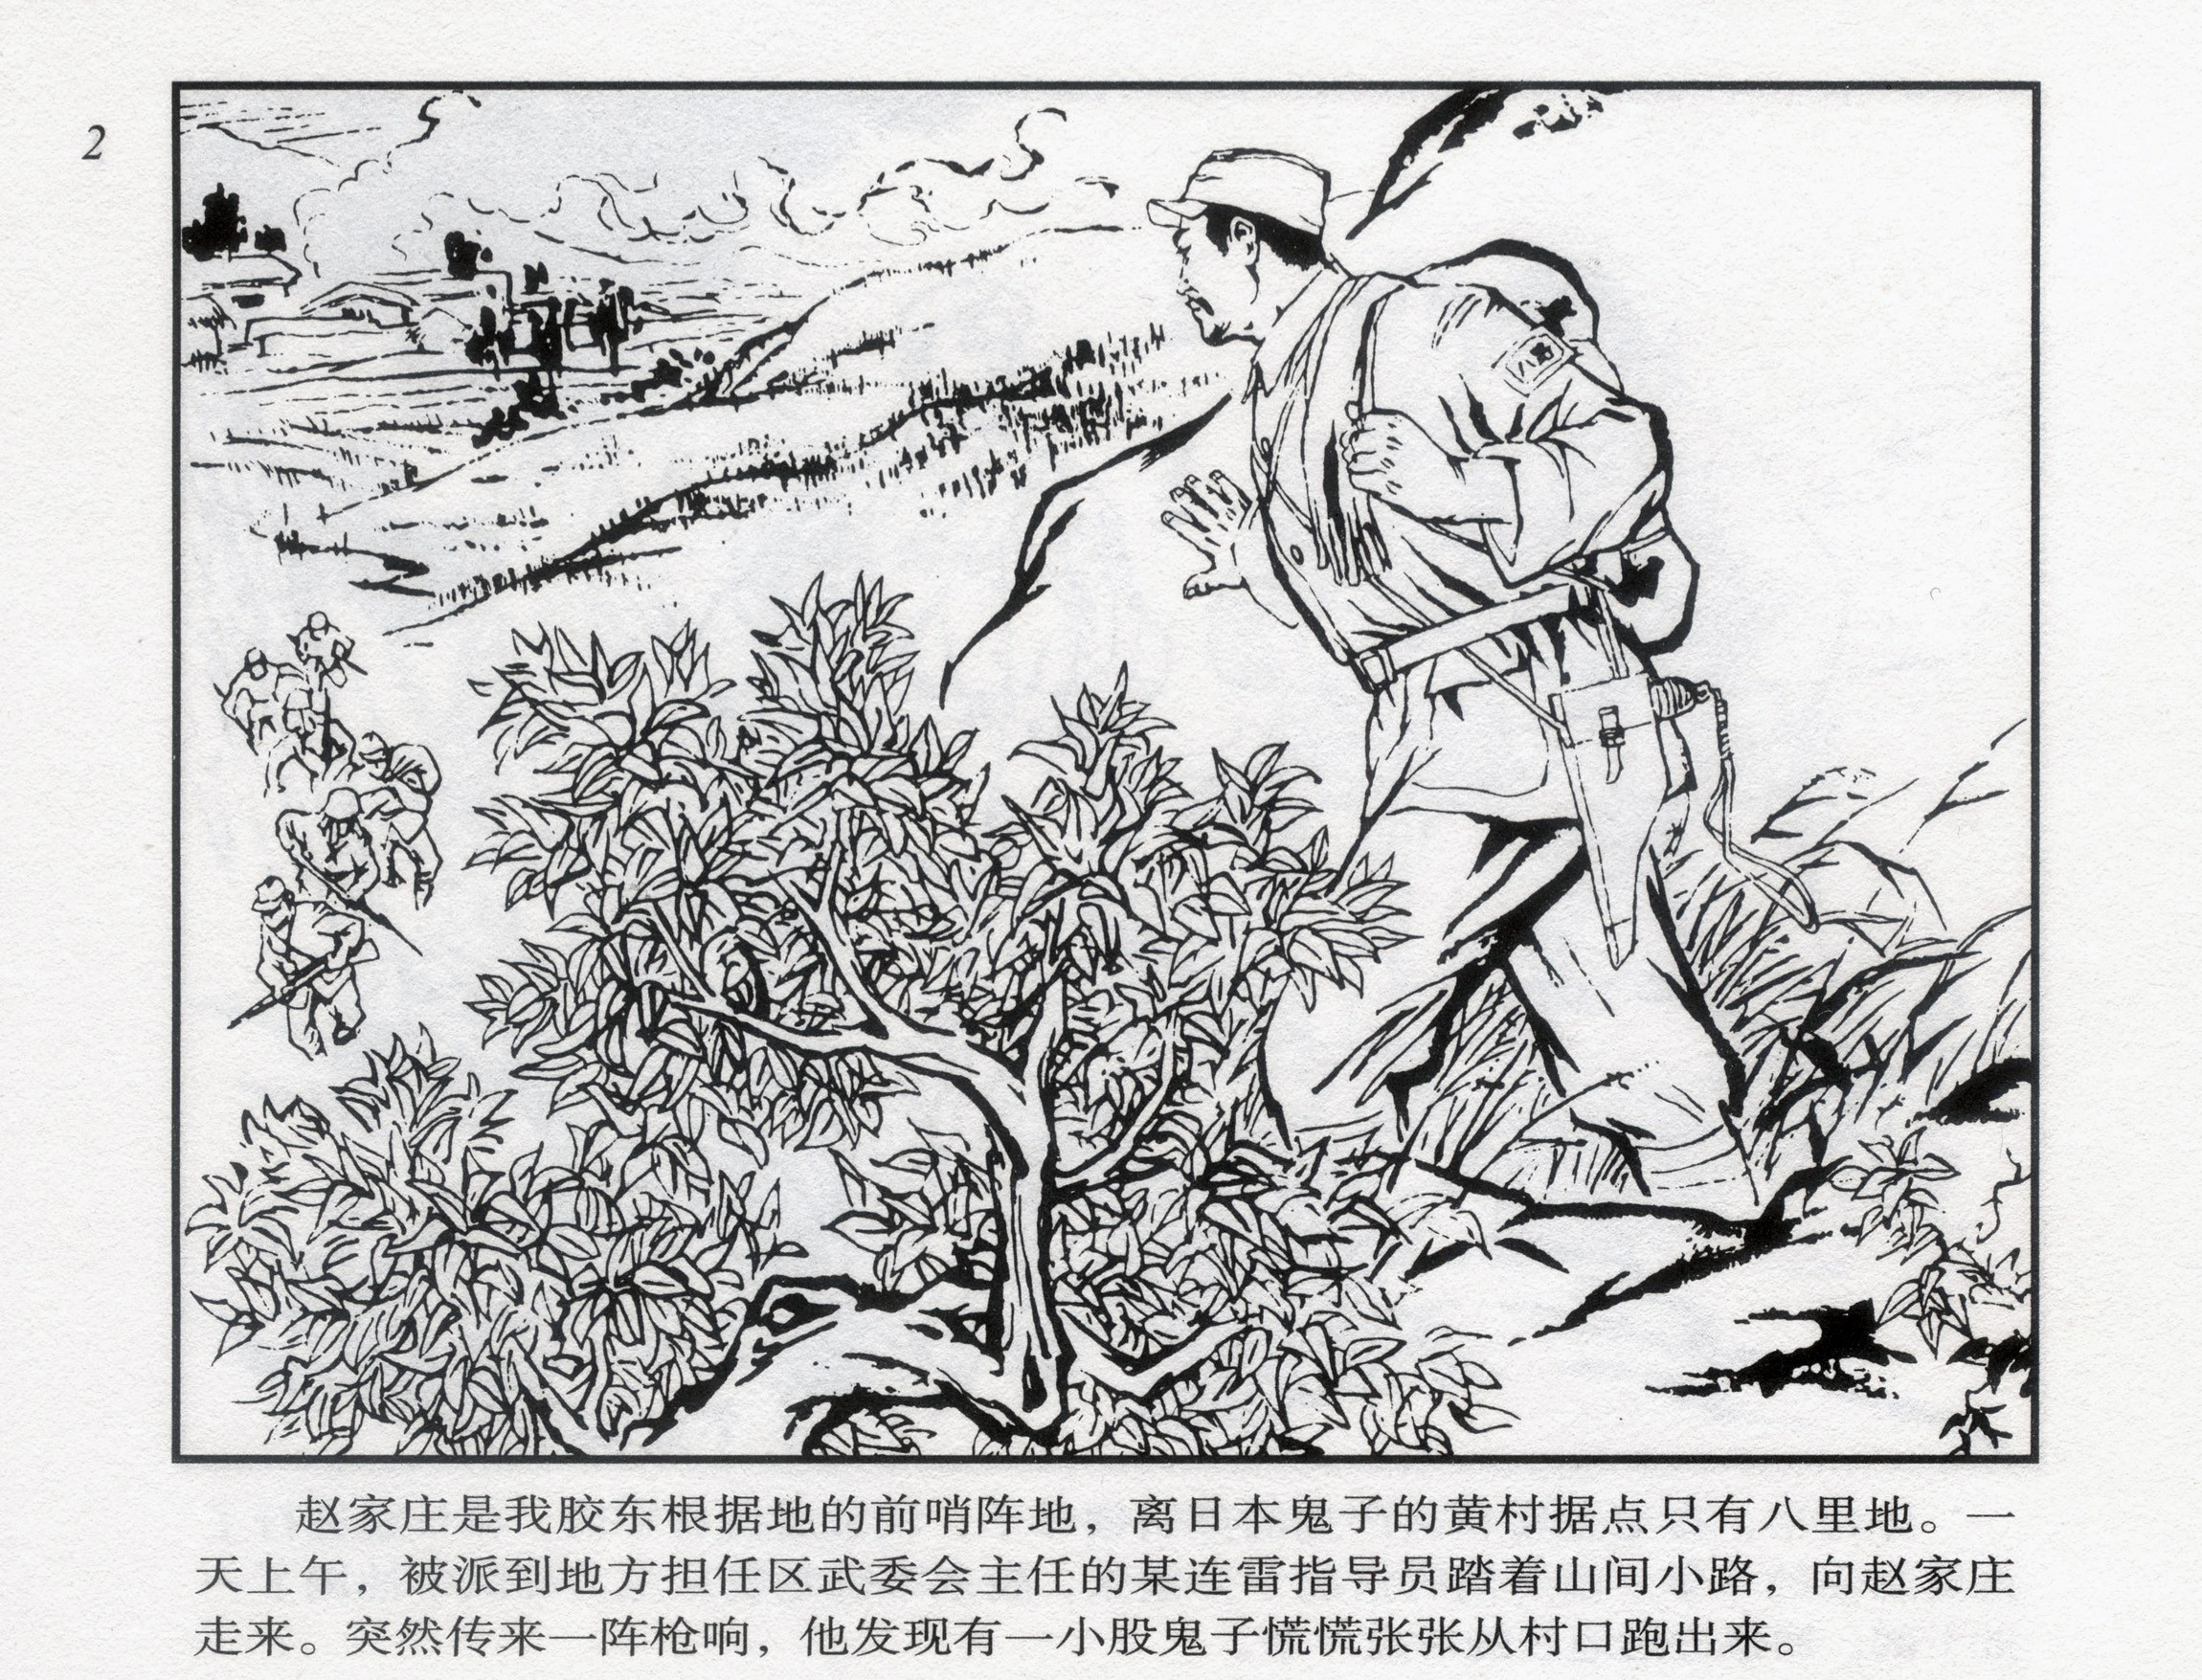 2
八路
赵家庄是我胶东根据地的前哨阵地，离日本鬼子的黄村据点只有八里地。一
天上午，被派到地方担任区武委会主任的某连雷指导员踏着山间小路，向赵家庄
走来。突然传来一阵枪响，他发现有一小股鬼子慌慌张张从村口跑出来。